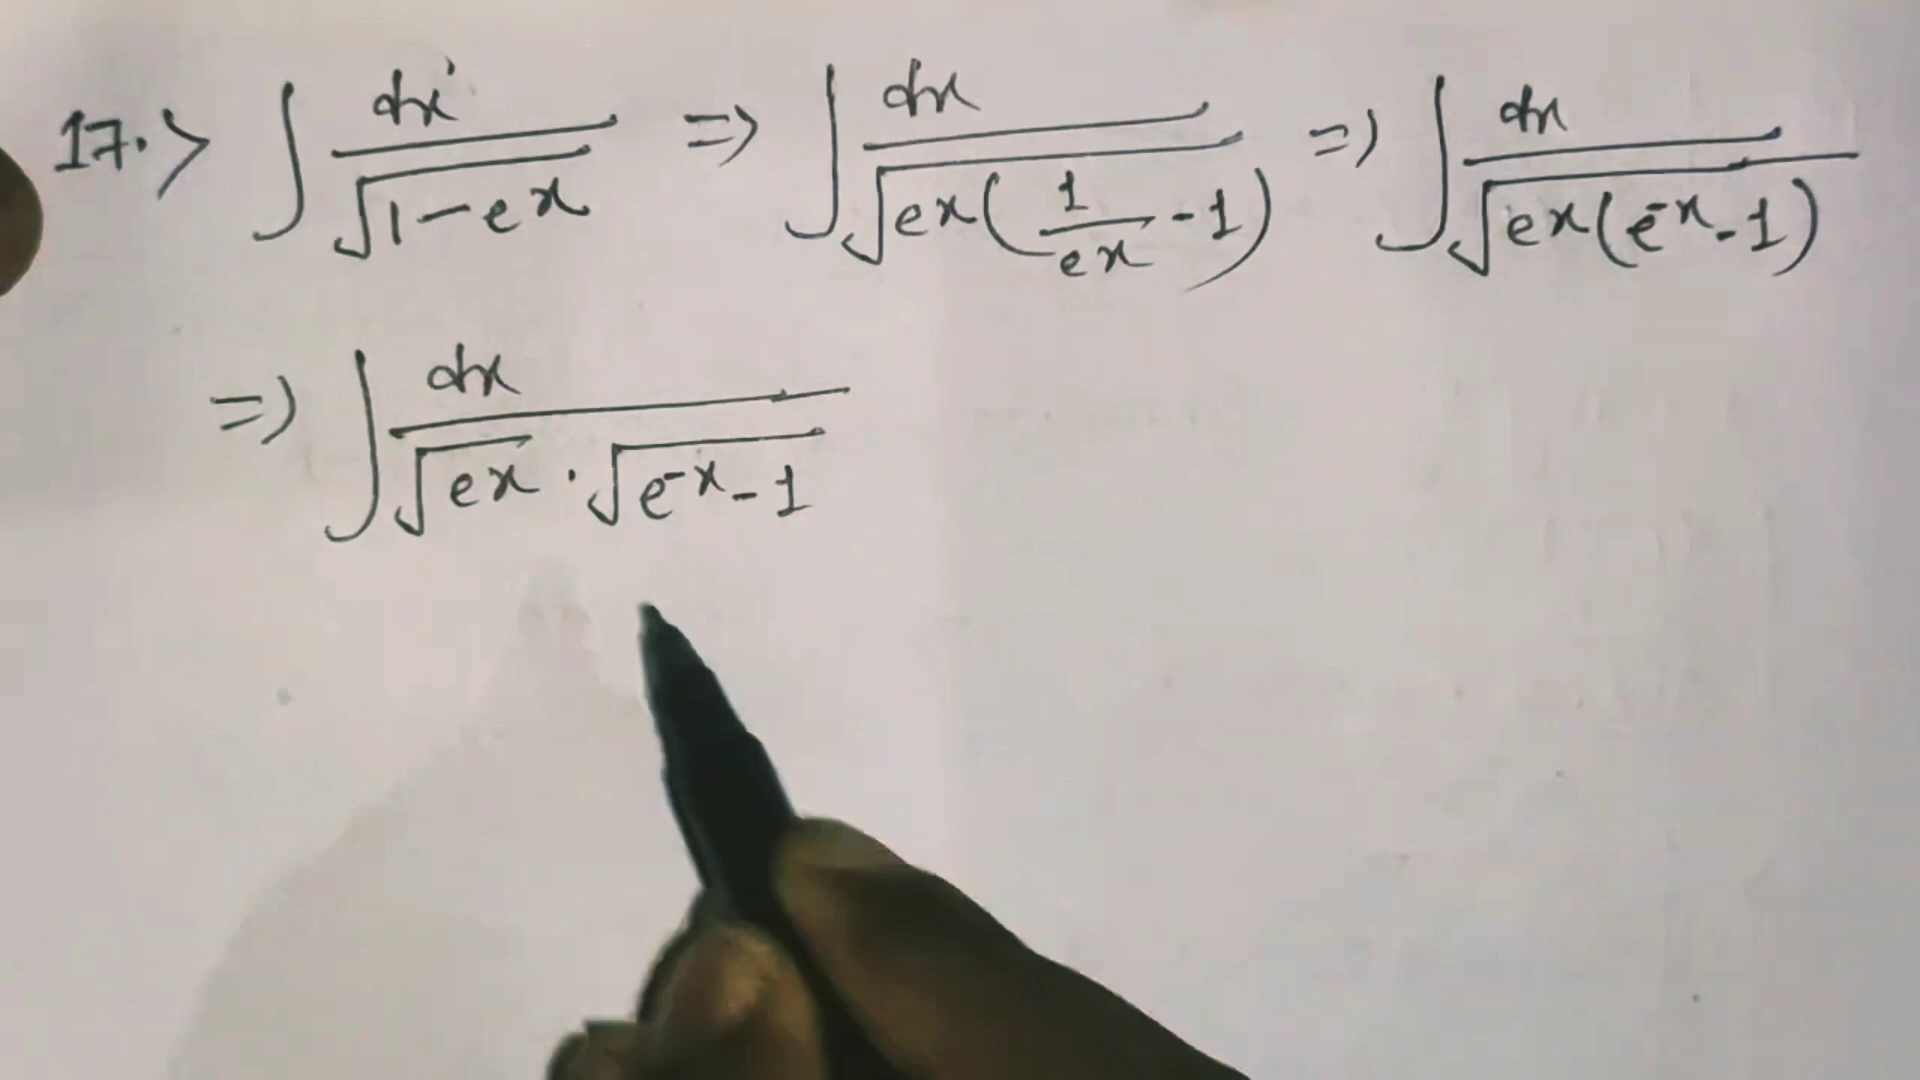 17.> ∫ dx/√(1-e^x) => ∫ dx/√(e^x(1/e^x - 1)) => ∫ dx/√(e^x(e^-x - 1))
=> ∫ dx/(√(e^x) · √(e^-x - 1))